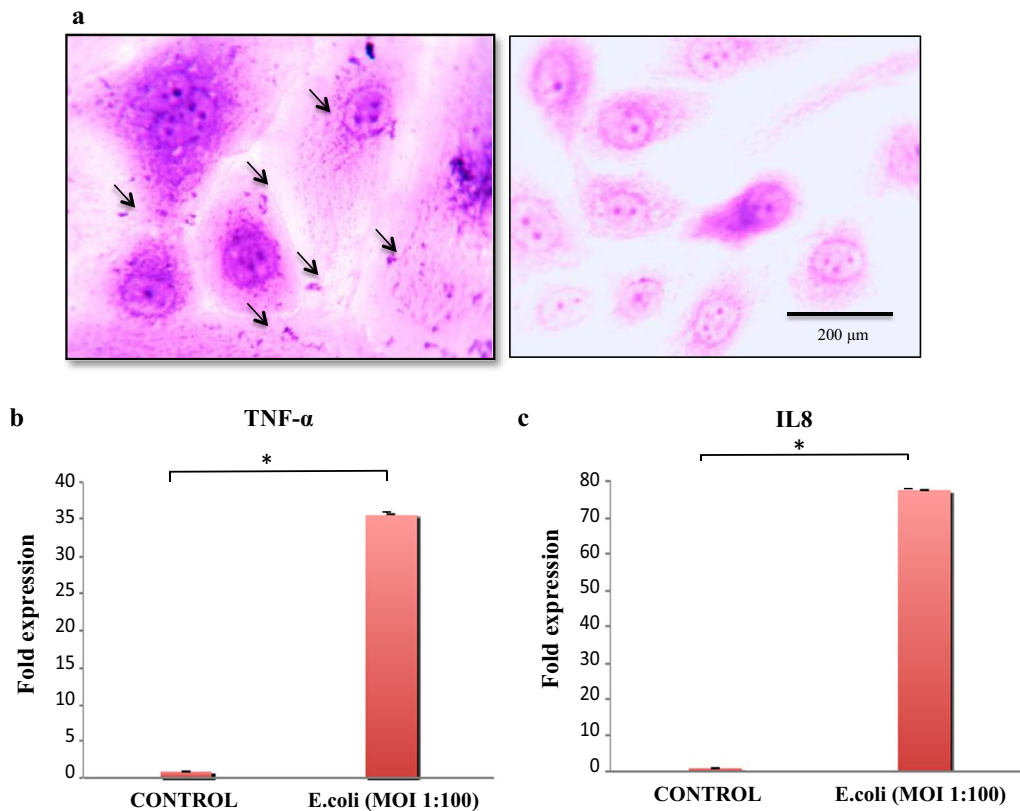 a
200 μm
b
TNF-α
*
40
35
30
25
20
15
10
5
0
Fold expression
CONTROL
E.coli (MOI 1:100)
c
IL8
*
80
70
60
50
40
30
20
10
0
Fold expression
CONTROL
E.coli (MOI 1:100)